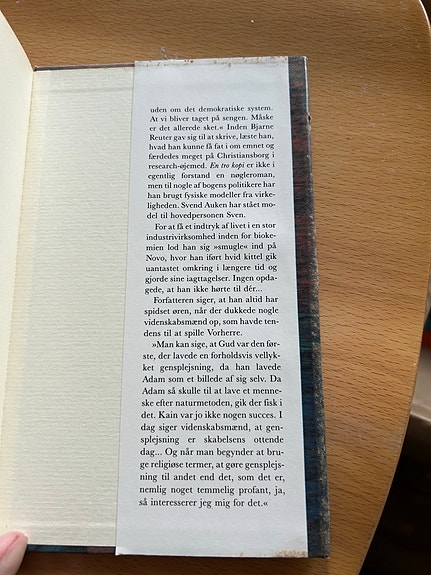 uden om det demokratiske system.
At vi bliver taget på sengen. Måske
er det allerede sket.« Inden Bjarne
Reuter gav sig til at skrive, læste han,
hvad han kunne få fat i om emnet og
færdedes meget på Christiansborg i
research-øjemed. En tro kopi er ikke i
egentlig forstand en nøgleroman,
men til nogle af bogens politikere har
han brugt fysiske modeller fra virke-
ligheden. Svend Auken har stået mo-
del til hovedpersonen Sven.
For at få et indtryk af livet i en stor
industrivirksomhed inden for bioke-
mien lod han sig »smugle« ind på
Novo, hvor han iført hvid kittel gik
uantastet omkring i længere tid og
gjorde sine iagttagelser. Ingen opda-
gede, at han ikke hørte til dér...
Forfatteren siger, at han altid har
spidset øren, når der dukkede nogle
videnskabsmænd op, som havde ten-
dens til at spille Vorherre.
»Man kan sige, at Gud var den før-
ste, der lavede en forholdsvis vellyk-
ket gensplejsning, da han lavede
Adam som et billede af sig selv. Da
Adam så skulle til at lave et menne-
ske efter naturmetoden, gik der fisk i
det. Kain var jo ikke nogen succes. I
dag siger videnskabsmænd, at gen-
splejsning er skabelsens ottende
dag... Og når man begynder at bru-
ge religiøse termer, at gøre gensplejs-
ning til andet end det, som det er,
nemlig noget temmelig profant, ja,
så interesserer jeg mig for det.«